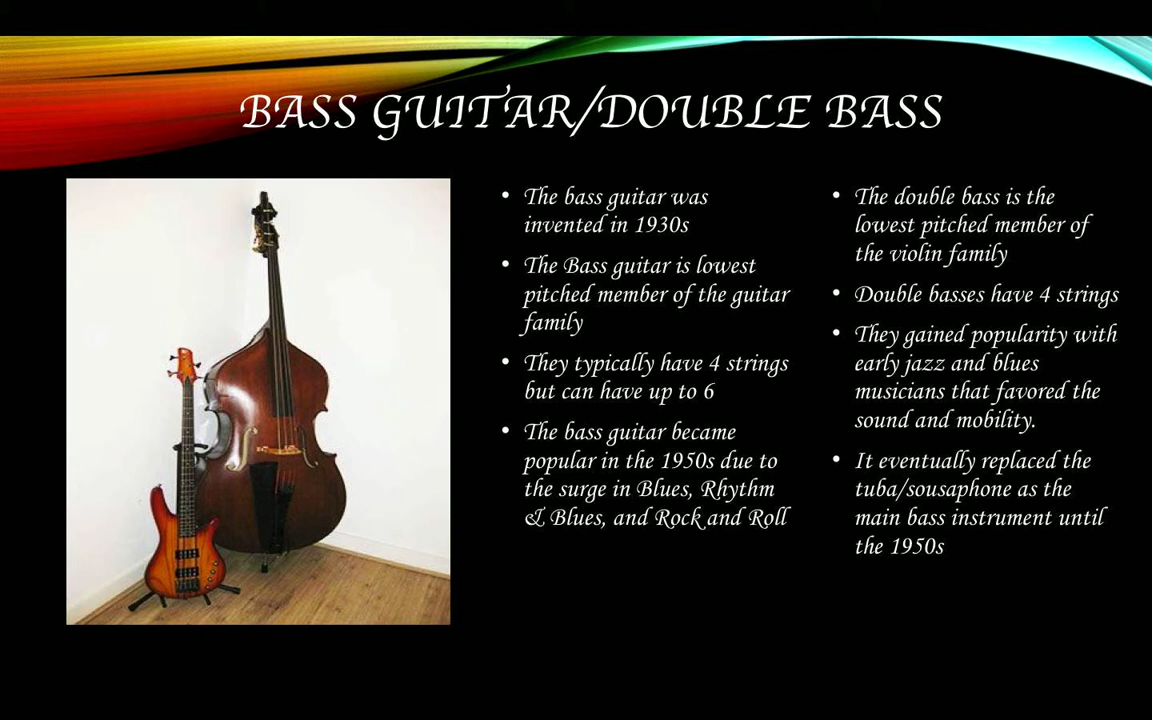 BASS GUITAR/DOUBLE BASS
• The bass guitar was
invented in 1930s
• The Bass guitar is lowest
pitched member of the guitar
family
• They typically have 4 strings
but can have up to 6
• The bass guitar became
popular in the 1950s due to
the surge in Blues, Rhythm
& Blues, and Rock and Roll
• The double bass is the
lowest pitched member of
the violin family
• Double basses have 4 strings
• They gained popularity with
early jazz and blues
musicians that favored the
sound and mobility.
• It eventually replaced the
tuba/sousaphone as the
main bass instrument until
the 1950s